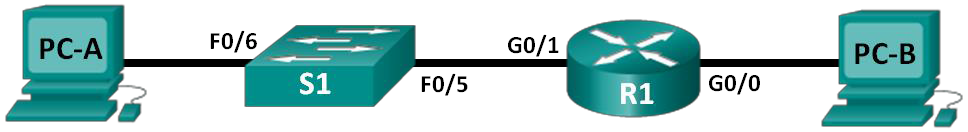 PC-A
F0/6
S1
F0/5
G0/1
R1
G0/0
PC-B